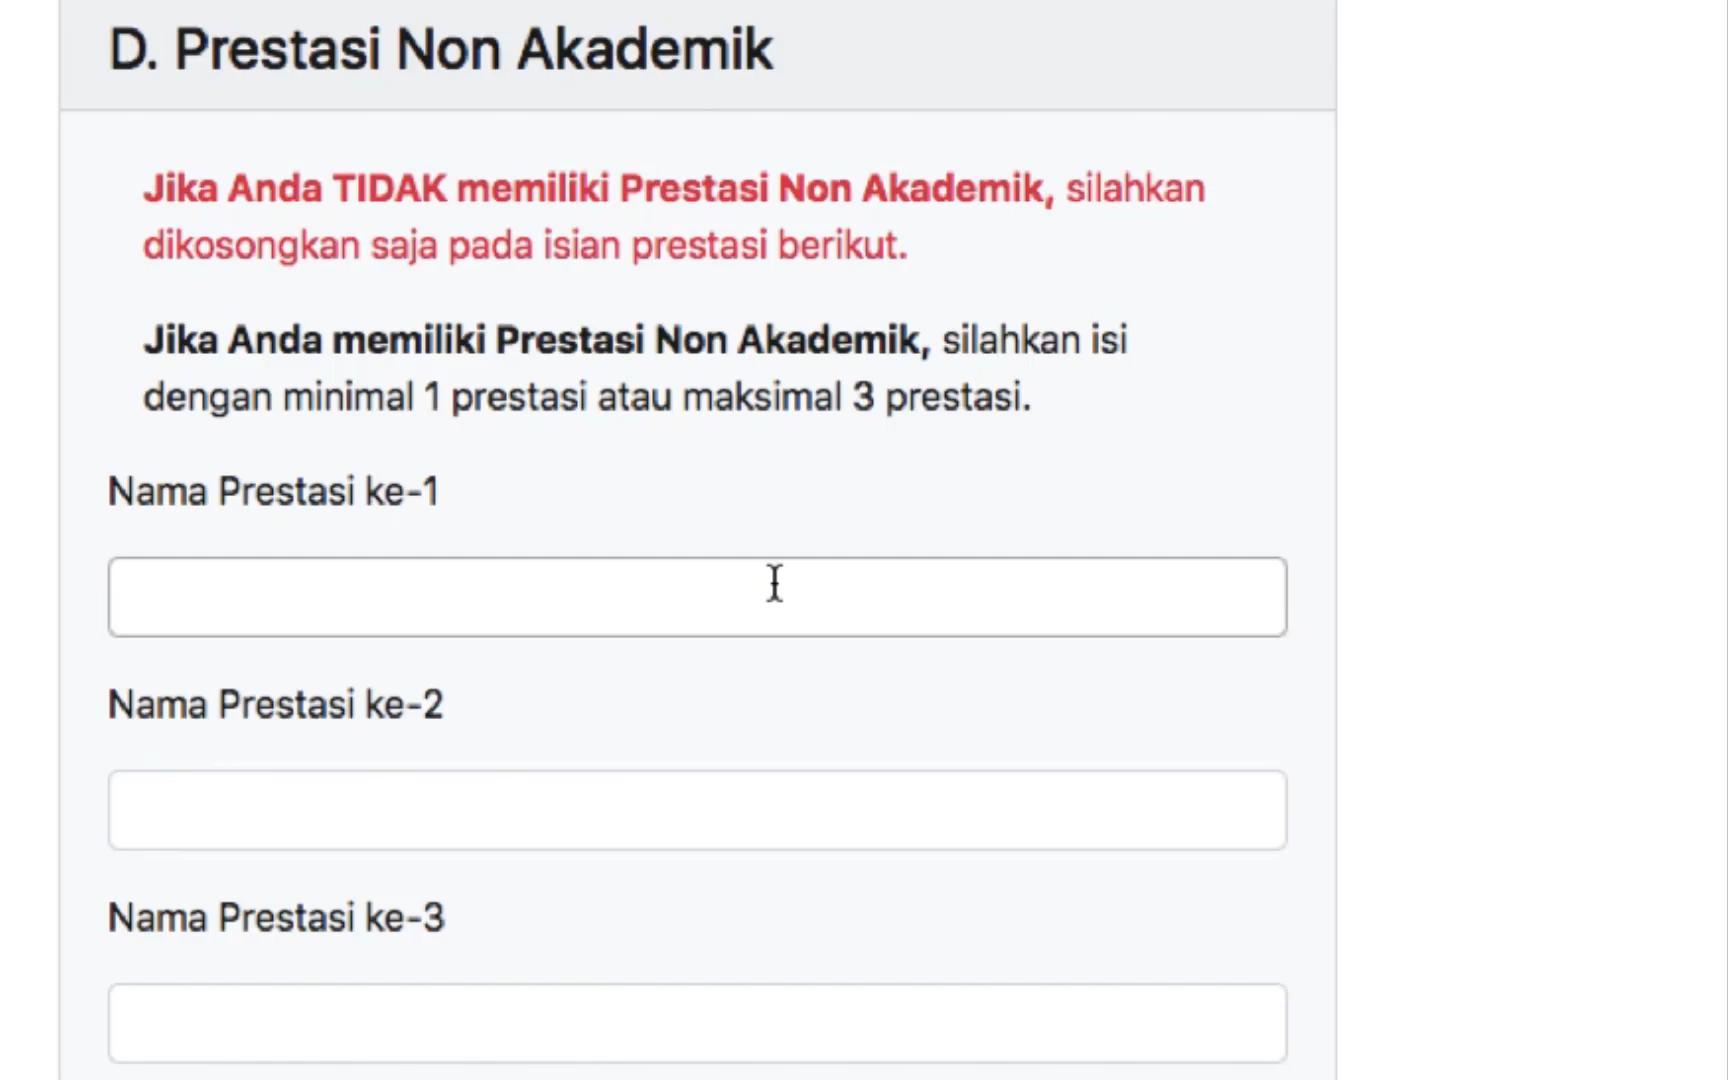 D. Prestasi Non Akademik
Jika Anda TIDAK memiliki Prestasi Non Akademik, silahkan
dikosongkan saja pada isian prestasi berikut.
Jika Anda memiliki Prestasi Non Akademik, silahkan isi
dengan minimal 1 prestasi atau maksimal 3 prestasi.
Nama Prestasi ke-1
Nama Prestasi ke-2
Nama Prestasi ke-3